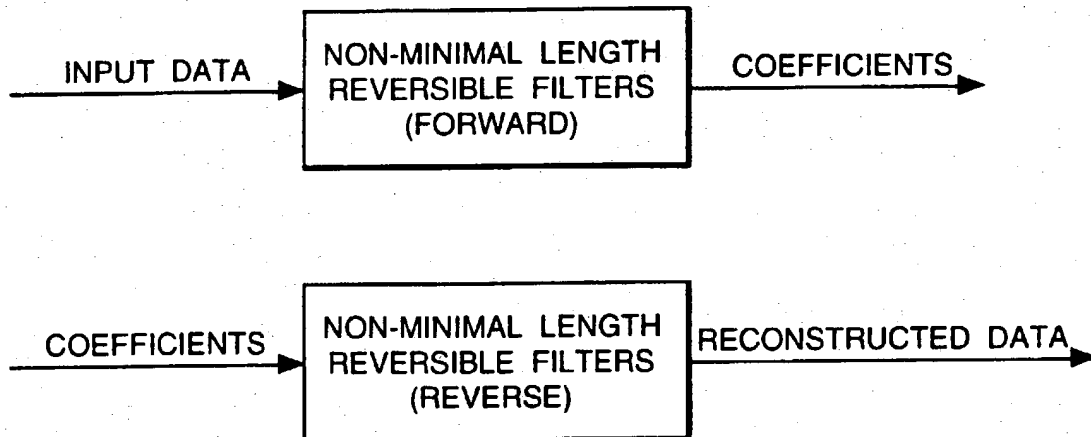 INPUT DATA
NON-MINIMAL LENGTH
REVERSIBLE FILTERS
(FORWARD)
COEFFICIENTS
COEFFICIENTS
NON-MINIMAL LENGTH
REVERSIBLE FILTERS
(REVERSE)
RECONSTRUCTED DATA